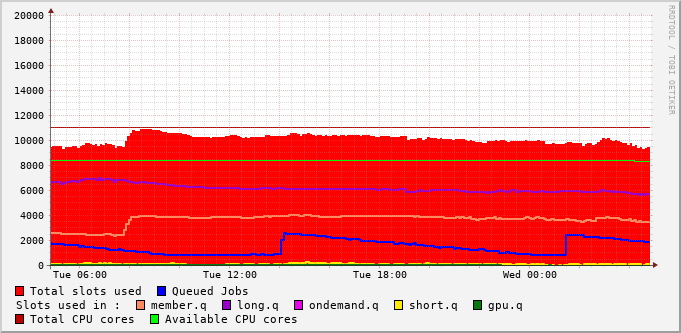 20000
18000
16000
14000
12000
10000
8000
6000
4000
2000
0
Tue 06:00 Tue 12:00 Tue 18:00 Wed 00:00
Total slots used Queued Jobs
Slots used in : member.q long.q ondemand.q short.q gpu.q
Total CPU cores Available CPU cores
RRDTOOL / TOBI OETIKER